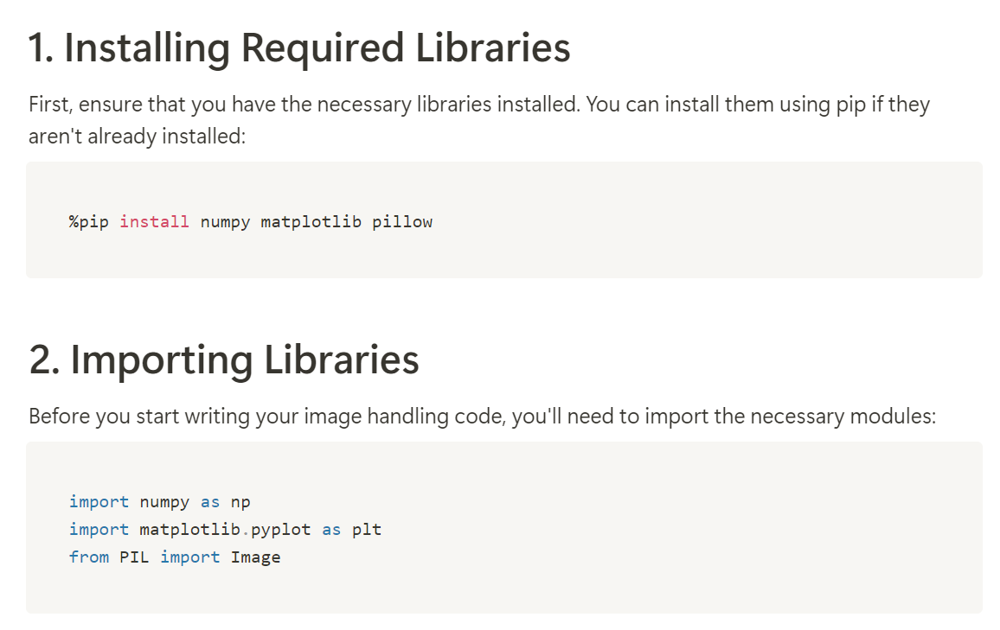 1. Installing Required Libraries
First, ensure that you have the necessary libraries installed. You can install them using pip if they
aren't already installed:
%pip install numpy matplotlib pillow
2. Importing Libraries
Before you start writing your image handling code, you'll need to import the necessary modules:
import numpy as np
import matplotlib.pyplot as plt
from PIL import Image